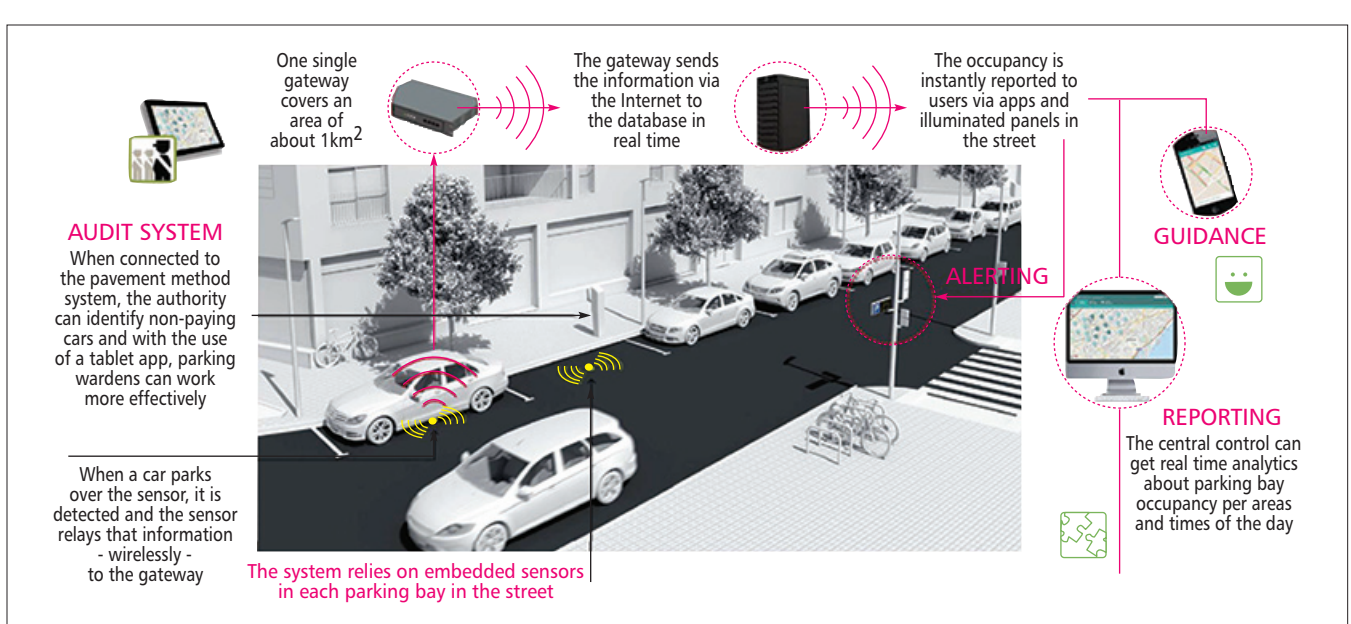 One single
gateway
covers an
area of
about 1km2
The gateway sends
the information via
the Internet to
the database in
real time
The occupancy is
instantly reported to
users via apps and
illuminated panels in
the street
AUDIT SYSTEM
When connected to
the pavement method
system, the authority
can identify non-paying
cars and with the use
of a tablet app, parking
wardens can work
more effectively
When a car parks
over the sensor, it is
detected and the sensor
relays that information
- wirelessly -
to the gateway
The system relies on embedded sensors
in each parking bay in the street
ALERTING
GUIDANCE
REPORTING
The central control can
get real time analytics
about parking bay
occupancy per areas
and times of the day